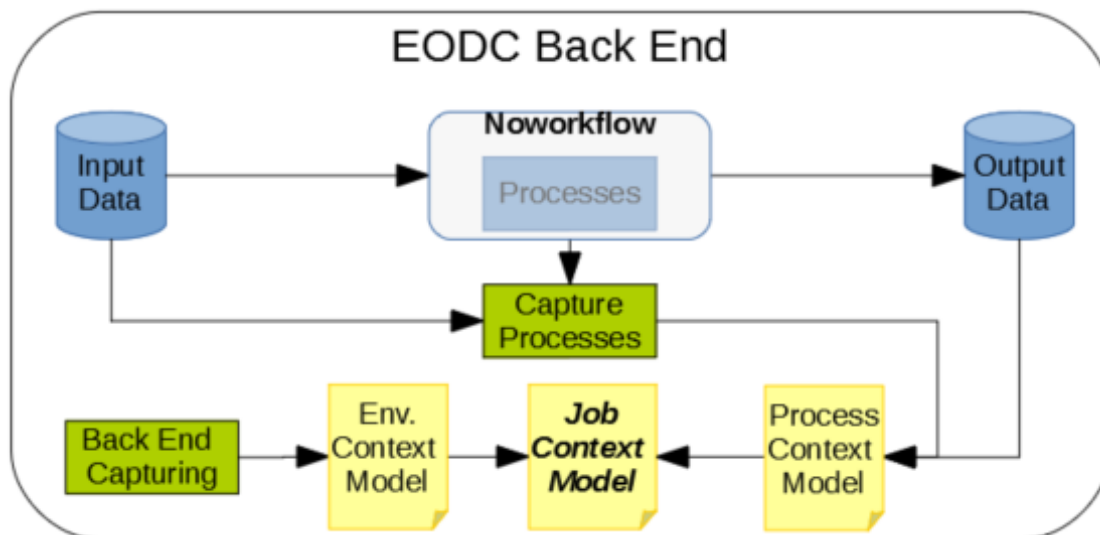 EODC Back End
Input
Data
Noworkflow
Processes
Output
Data
Capture
Processes
Back End
Capturing
Env.
Context
Model
Job
Context
Model
Process
Context
Model